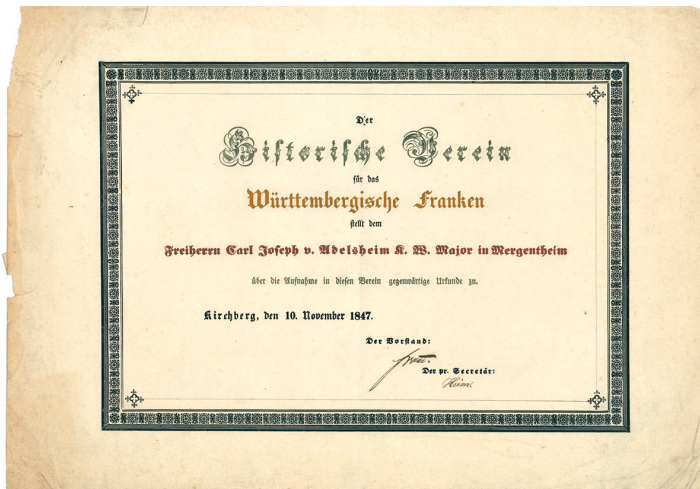 Der
Historische Verein
für das
Württembergische Franken
stellt dem
Freiherrn Carl Joseph v. Adelsheim K. W. Major in Mergentheim
über die Aufnahme in diesen Verein gegenwärtige Urkunde zu.
Kirchberg, den 10. November 1847.
Der Vorstand:
Der pr. Secretär:
Heim.